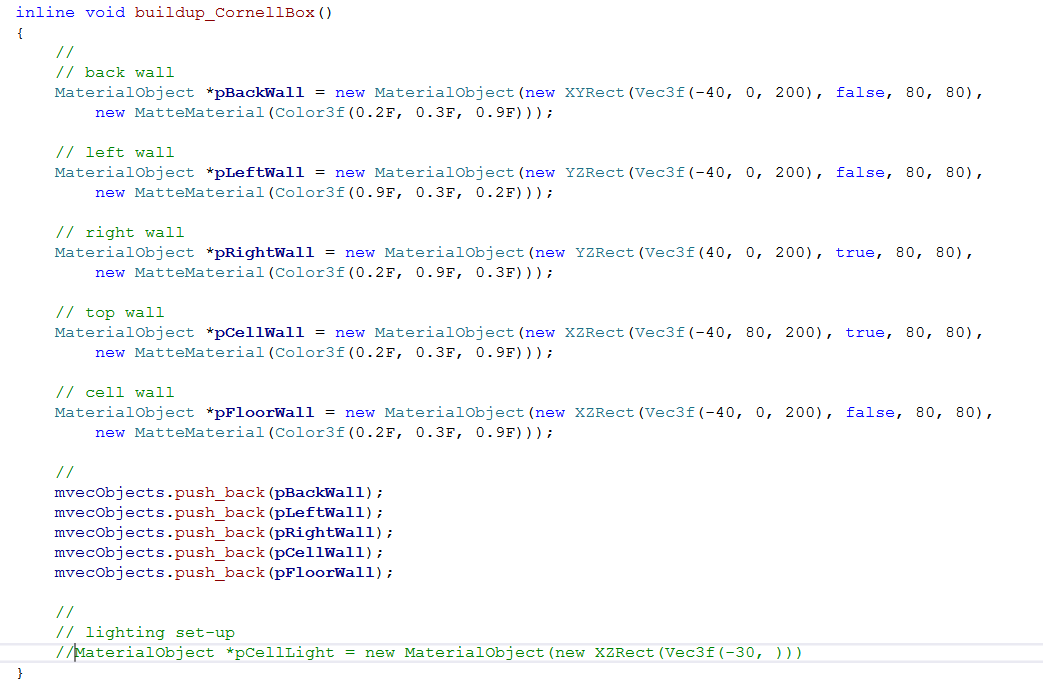 inline void buildup_CornellBox()
{
    //
    // back wall
    MaterialObject *pBackWall = new MaterialObject(new XYRect(Vec3f(-40, 0, 200), false, 80, 80),
        new MatteMaterial(Color3f(0.2F, 0.3F, 0.9F)));

    // left wall
    MaterialObject *pLeftWall = new MaterialObject(new YZRect(Vec3f(-40, 0, 200), false, 80, 80),
        new MatteMaterial(Color3f(0.9F, 0.3F, 0.2F)));

    // right wall
    MaterialObject *pRightWall = new MaterialObject(new YZRect(Vec3f(40, 0, 200), true, 80, 80),
        new MatteMaterial(Color3f(0.2F, 0.9F, 0.3F)));

    // top wall
    MaterialObject *pCellWall = new MaterialObject(new XZRect(Vec3f(-40, 80, 200), true, 80, 80),
        new MatteMaterial(Color3f(0.2F, 0.3F, 0.9F)));

    // cell wall
    MaterialObject *pFloorWall = new MaterialObject(new XZRect(Vec3f(-40, 0, 200), false, 80, 80),
        new MatteMaterial(Color3f(0.2F, 0.3F, 0.9F)));

    //
    mvecObjects.push_back(pBackWall);
    mvecObjects.push_back(pLeftWall);
    mvecObjects.push_back(pRightWall);
    mvecObjects.push_back(pCellWall);
    mvecObjects.push_back(pFloorWall);

    //
    // lighting set-up
    //MaterialObject *pCellLight = new MaterialObject(new XZRect(Vec3f(-30, )))
}